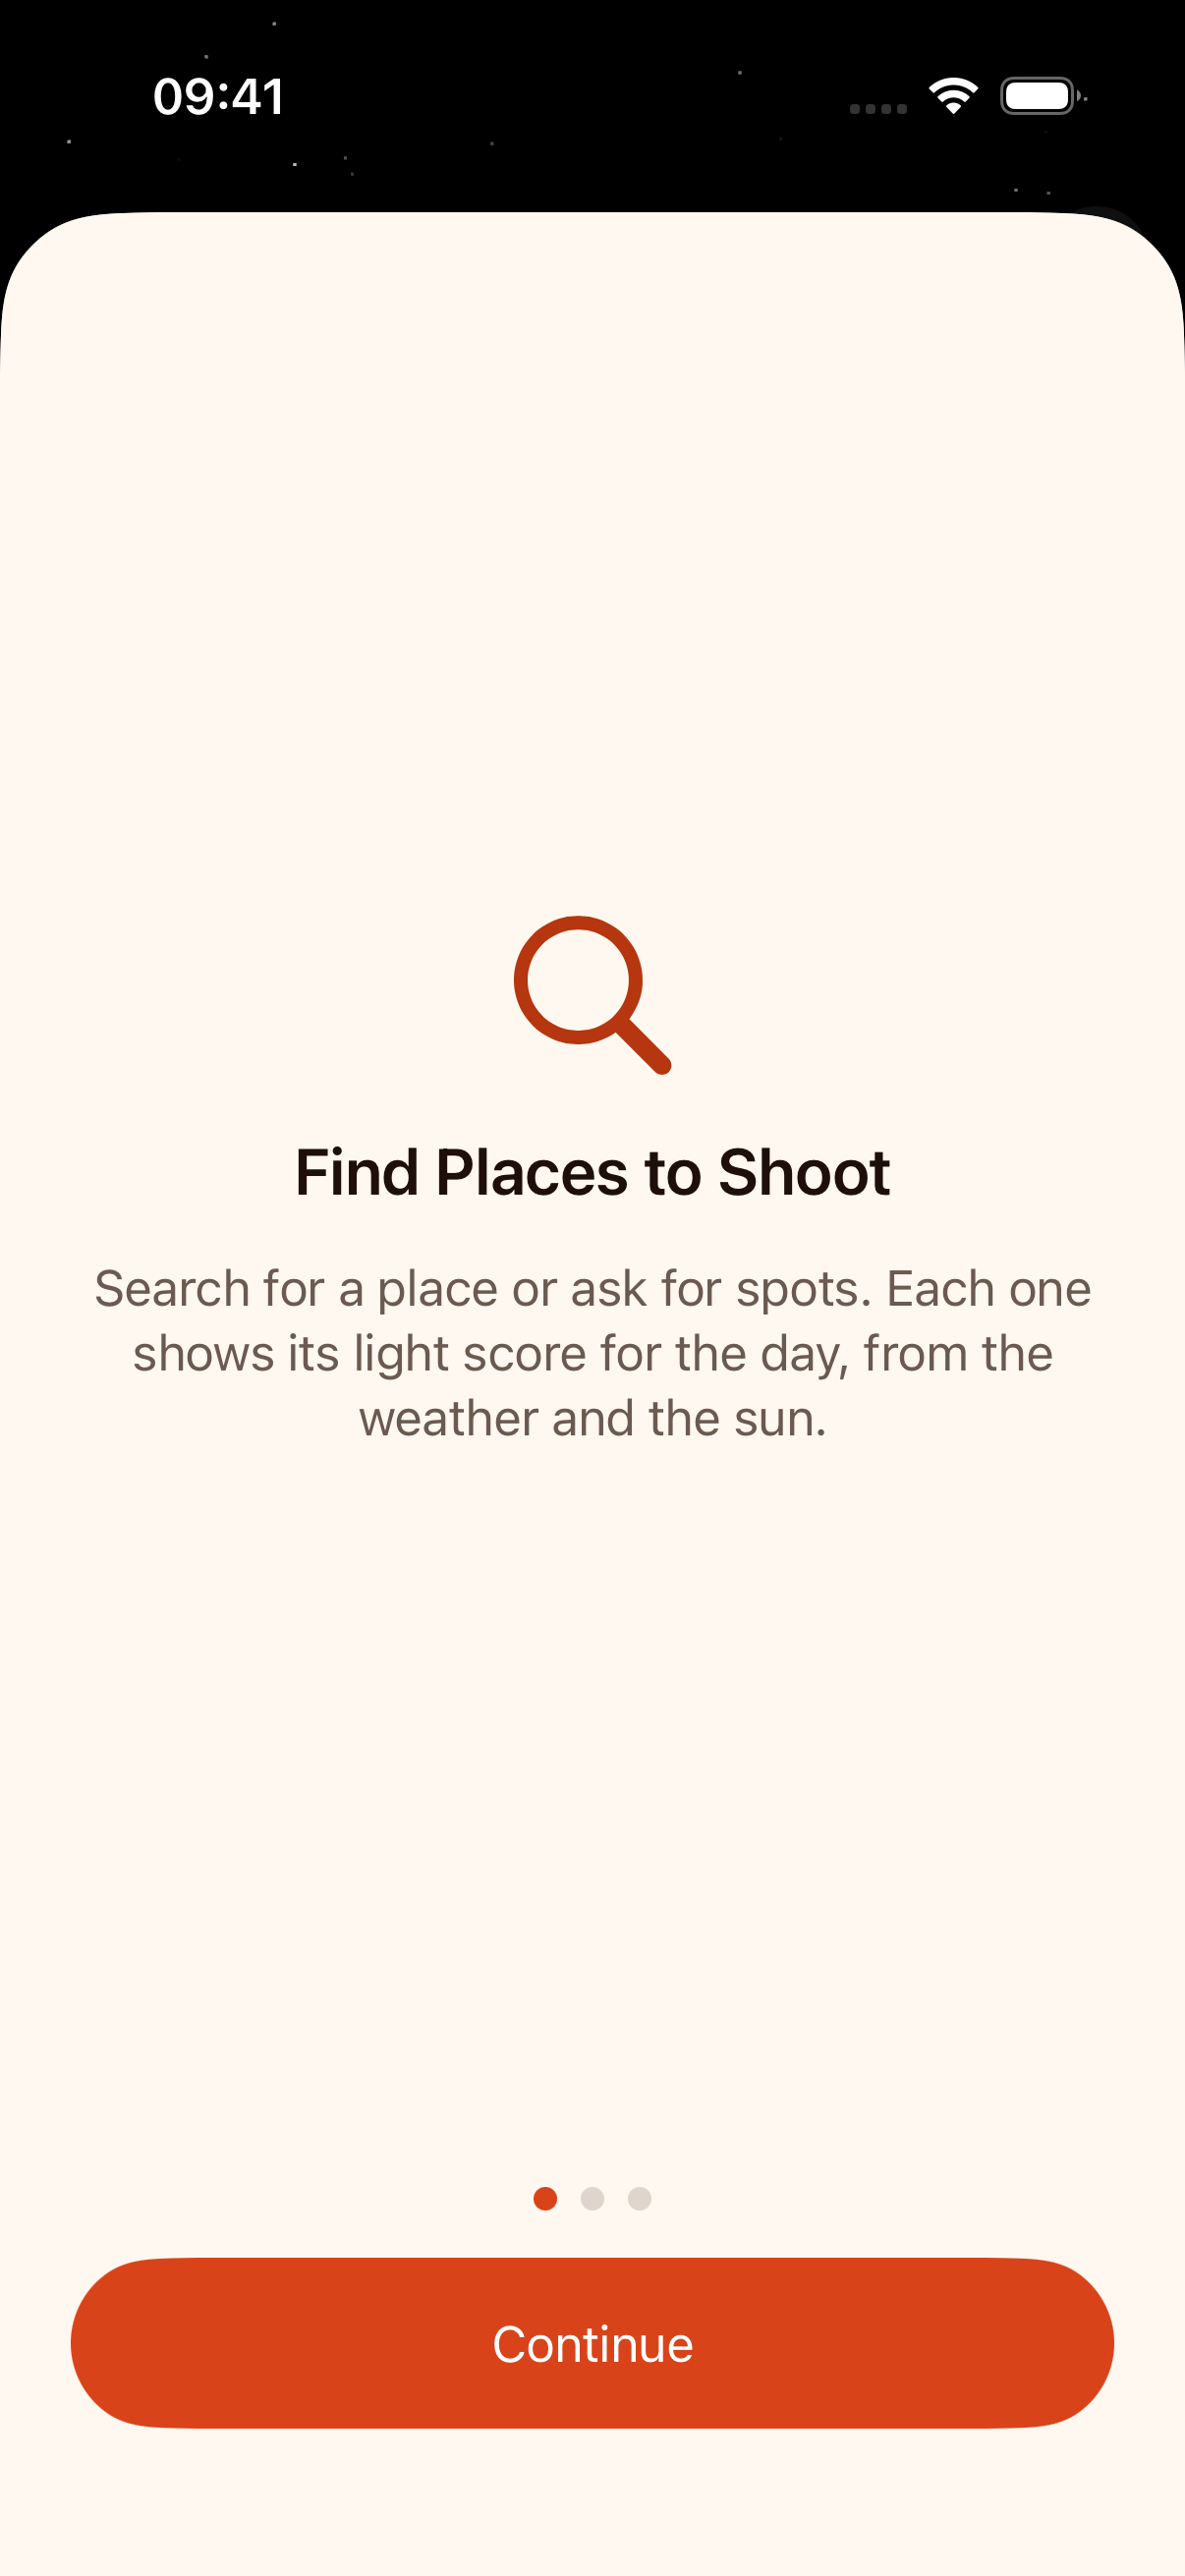 09:41
Find Places to Shoot
Search for a place or ask for spots. Each one
shows its light score for the day, from the
weather and the sun.
Continue